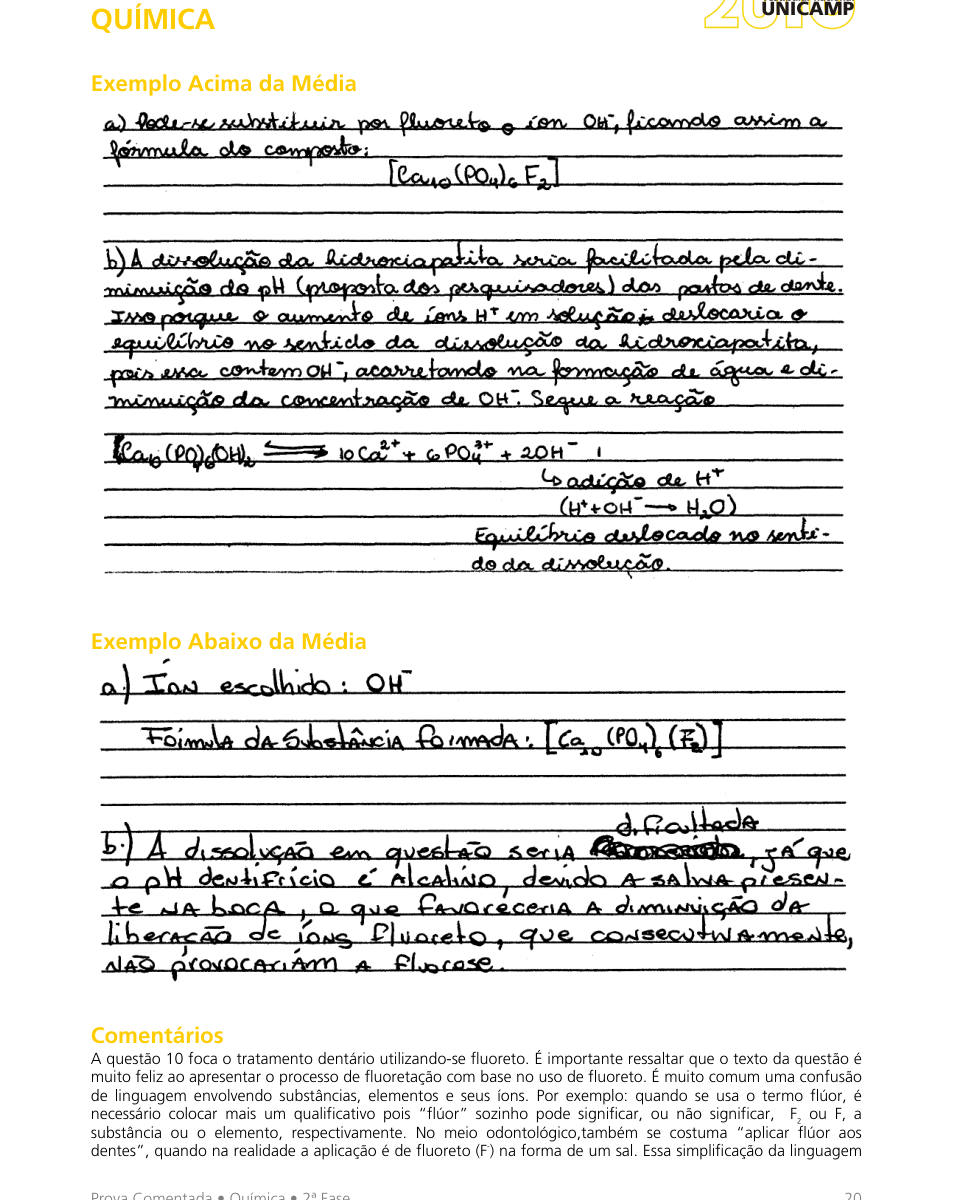 QUÍMICA
UNICAMP
Exemplo Acima da Média
a) Pode-se substituir por fluoreto o íon OH⁻, ficando assim a
fórmula do composto:
[Ca₁₀(PO₄)₆F₂]
b) A dissolução da hidroxiapatita seria facilitada pela di-
minuição do pH (proposta dos pesquisadores) das pastas de dente.
Isso porque o aumento de íons H⁺ em solução deslocaria o
equilíbrio no sentido da dissolução da hidroxiapatita,
pois essa contem OH⁻, acarretando na formação de água e di-
minuição da concentração de OH⁻. Segue a reação
Ca₁₀(PO₄)₆(OH)₂ ⇌ 10Ca²⁺ + 6PO₄³⁺ + 2OH⁻
↳ adição de H⁺
(H⁺+OH⁻ → H₂O)
Equilíbrio deslocado no senti-
do da dissolução.
Exemplo Abaixo da Média
a) Íon escolhido: OH⁻
Fórmula da Substância formada: [Ca₁₀(PO₄)₆(F₂)]
dificultada
b.) A dissolução em questão seria , já que
o pH dentifrício é alcalino, devido a saliva presen-
te na boca, o que favoreceria a diminuição da
liberação de íons fluoreto, que consecutivamente,
não provocariam a fluorose.
Comentários
A questão 10 foca o tratamento dentário utilizando-se fluoreto. É importante ressaltar que o texto da questão é
muito feliz ao apresentar o processo de fluoretação com base no uso de fluoreto. É muito comum uma confusão
de linguagem envolvendo substâncias, elementos e seus íons. Por exemplo: quando se usa o termo flúor, é
necessário colocar mais um qualificativo pois “flúor” sozinho pode significar, ou não significar, F₂ ou F, a
substância ou o elemento, respectivamente. No meio odontológico,também se costuma “aplicar flúor aos
dentes”, quando na realidade a aplicação é de fluoreto (F⁻) na forma de um sal. Essa simplificação da linguagem
Prova Comentada • Química • 2ª Fase
20